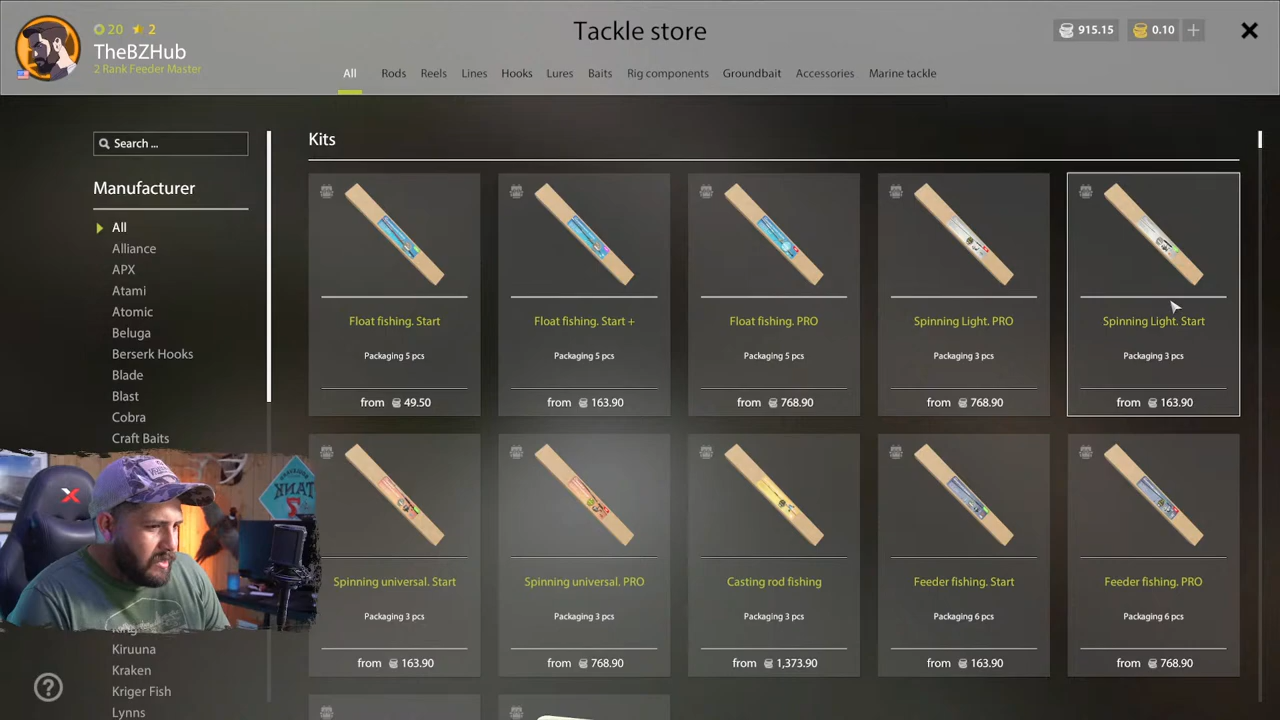 20 2
TheBZHub
2 Rank Feeder Master
Tackle store
915.15 0.10 +
All Rods Reels Lines Hooks Lures Baits Rig components Groundbait Accessories Marine tackle
Search ...
Manufacturer
All
Alliance
APX
Atami
Atomic
Beluga
Berserk Hooks
Blade
Blast
Cobra
Craft Baits
Kiruuna
Kraken
Kriger Fish
Lynns
Kits
Float fishing. Start
Packaging 5 pcs
from 49.50
Float fishing. Start +
Packaging 5 pcs
from 163.90
Float fishing. PRO
Packaging 5 pcs
from 768.90
Spinning Light. PRO
Packaging 3 pcs
from 768.90
Spinning Light. Start
Packaging 3 pcs
from 163.90
Spinning universal. Start
Packaging 3 pcs
from 163.90
Spinning universal. PRO
Packaging 3 pcs
from 768.90
Casting rod fishing
Packaging 3 pcs
from 1,373.90
Feeder fishing. Start
Packaging 6 pcs
from 163.90
Feeder fishing. PRO
Packaging 6 pcs
from 768.90
?